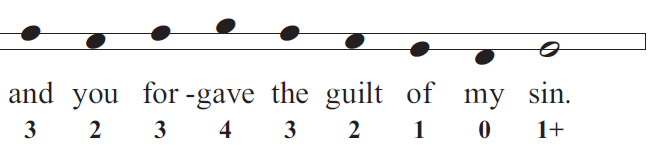 and you for -gave the guilt of my sin.
3 2 3 4 3 2 1 0 1+